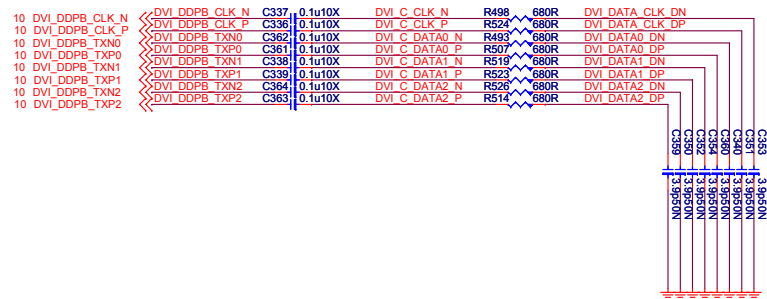 10 DVI_DDPB_CLK_N DVI_DDPB_CLK_N C337 0.1u10X DVI_C_CLK_N R498 680R DVI_DATA_CLK_DN
10 DVI_DDPB_CLK_P DVI_DDPB_CLK_P C336 0.1u10X DVI_C_CLK_P R524 680R DVI_DATA_CLK_DP
10 DVI_DDPB_TXN0 DVI_DDPB_TXN0 C362 0.1u10X DVI_C_DATA0_N R493 680R DVI_DATA0_DN
10 DVI_DDPB_TXP0 DVI_DDPB_TXP0 C361 0.1u10X DVI_C_DATA0_P R507 680R DVI_DATA0_DP
10 DVI_DDPB_TXN1 DVI_DDPB_TXN1 C338 0.1u10X DVI_C_DATA1_N R519 680R DVI_DATA1_DN
10 DVI_DDPB_TXP1 DVI_DDPB_TXP1 C339 0.1u10X DVI_C_DATA1_P R523 680R DVI_DATA1_DP
10 DVI_DDPB_TXN2 DVI_DDPB_TXN2 C364 0.1u10X DVI_C_DATA2_N R526 680R DVI_DATA2_DN
10 DVI_DDPB_TXP2 DVI_DDPB_TXP2 C363 0.1u10X DVI_C_DATA2_P R514 680R DVI_DATA2_DP
C359 3.9p50N
C350 3.9p50N
C352 3.9p50N
C354 3.9p50N
C360 3.9p50N
C340 3.9p50N
C351 3.9p50N
C353 3.9p50N